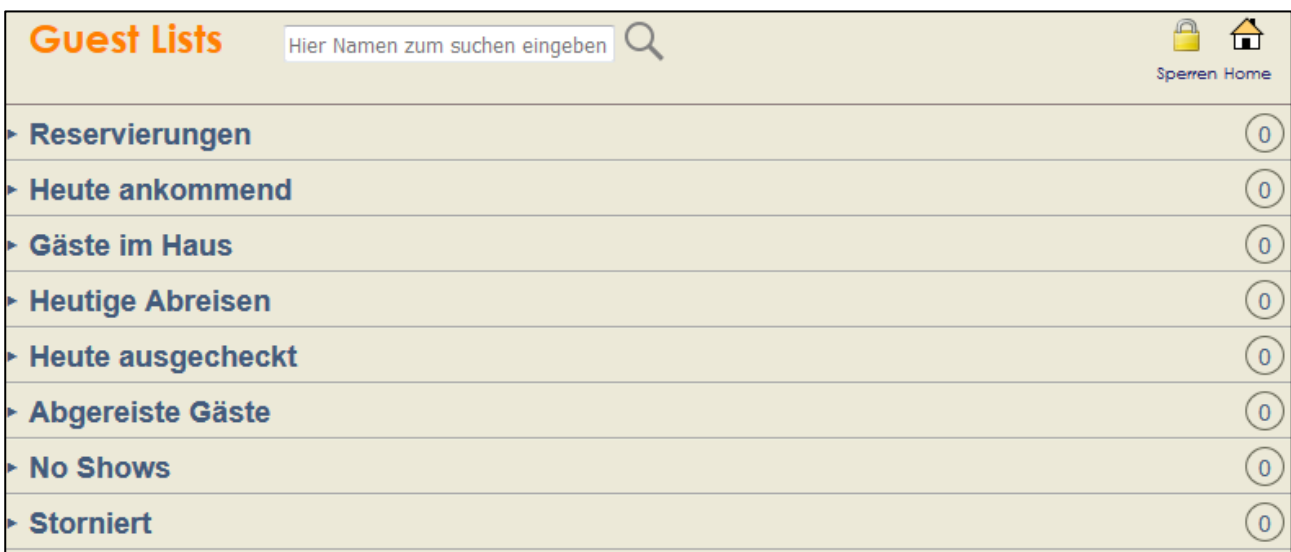 Guest Lists
Hier Namen zum suchen eingeben
Sperren Home
Reservierungen 0
Heute ankommend 0
Gäste im Haus 0
Heutige Abreisen 0
Heute ausgecheckt 0
Abgereiste Gäste 0
No Shows 0
Storniert 0